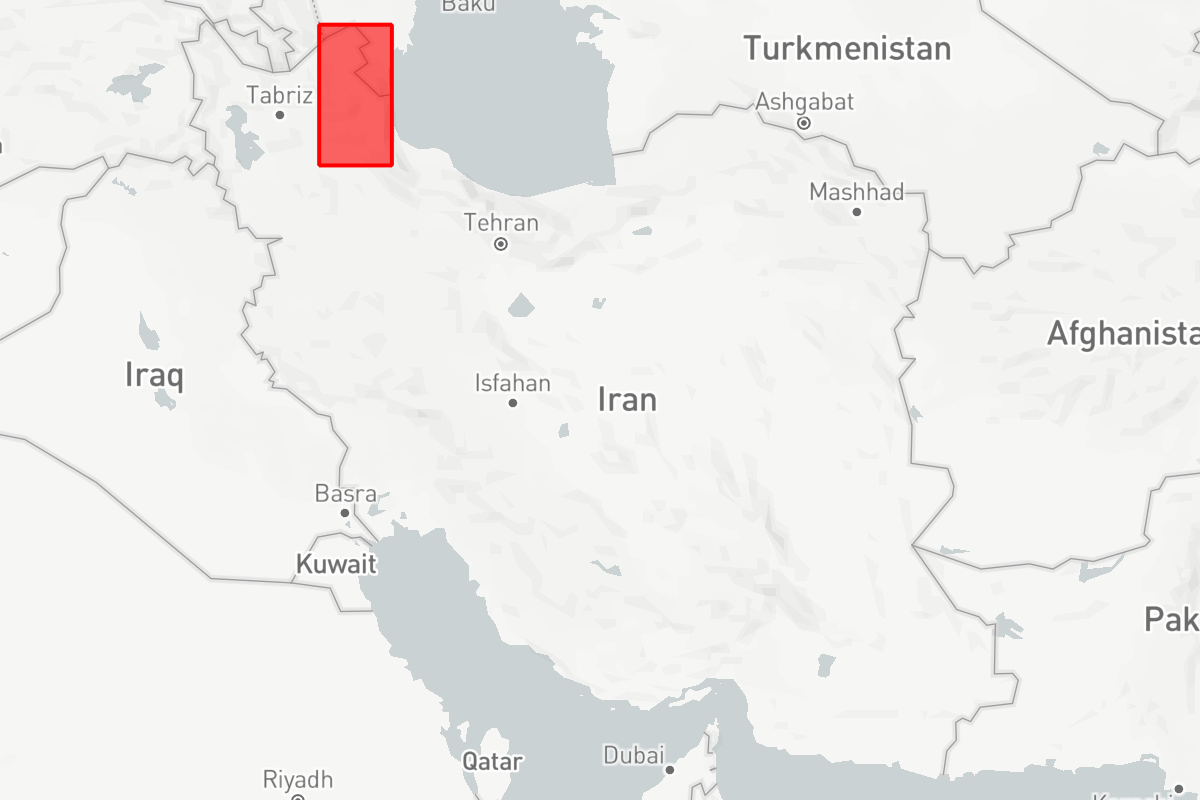 Baku
Turkmenistan
Tabriz
Ashgabat
Mashhad
Tehran
Afghanista
Iraq
Isfahan
Iran
Basra
Kuwait
Pak
Qatar
Dubai
Riyadh